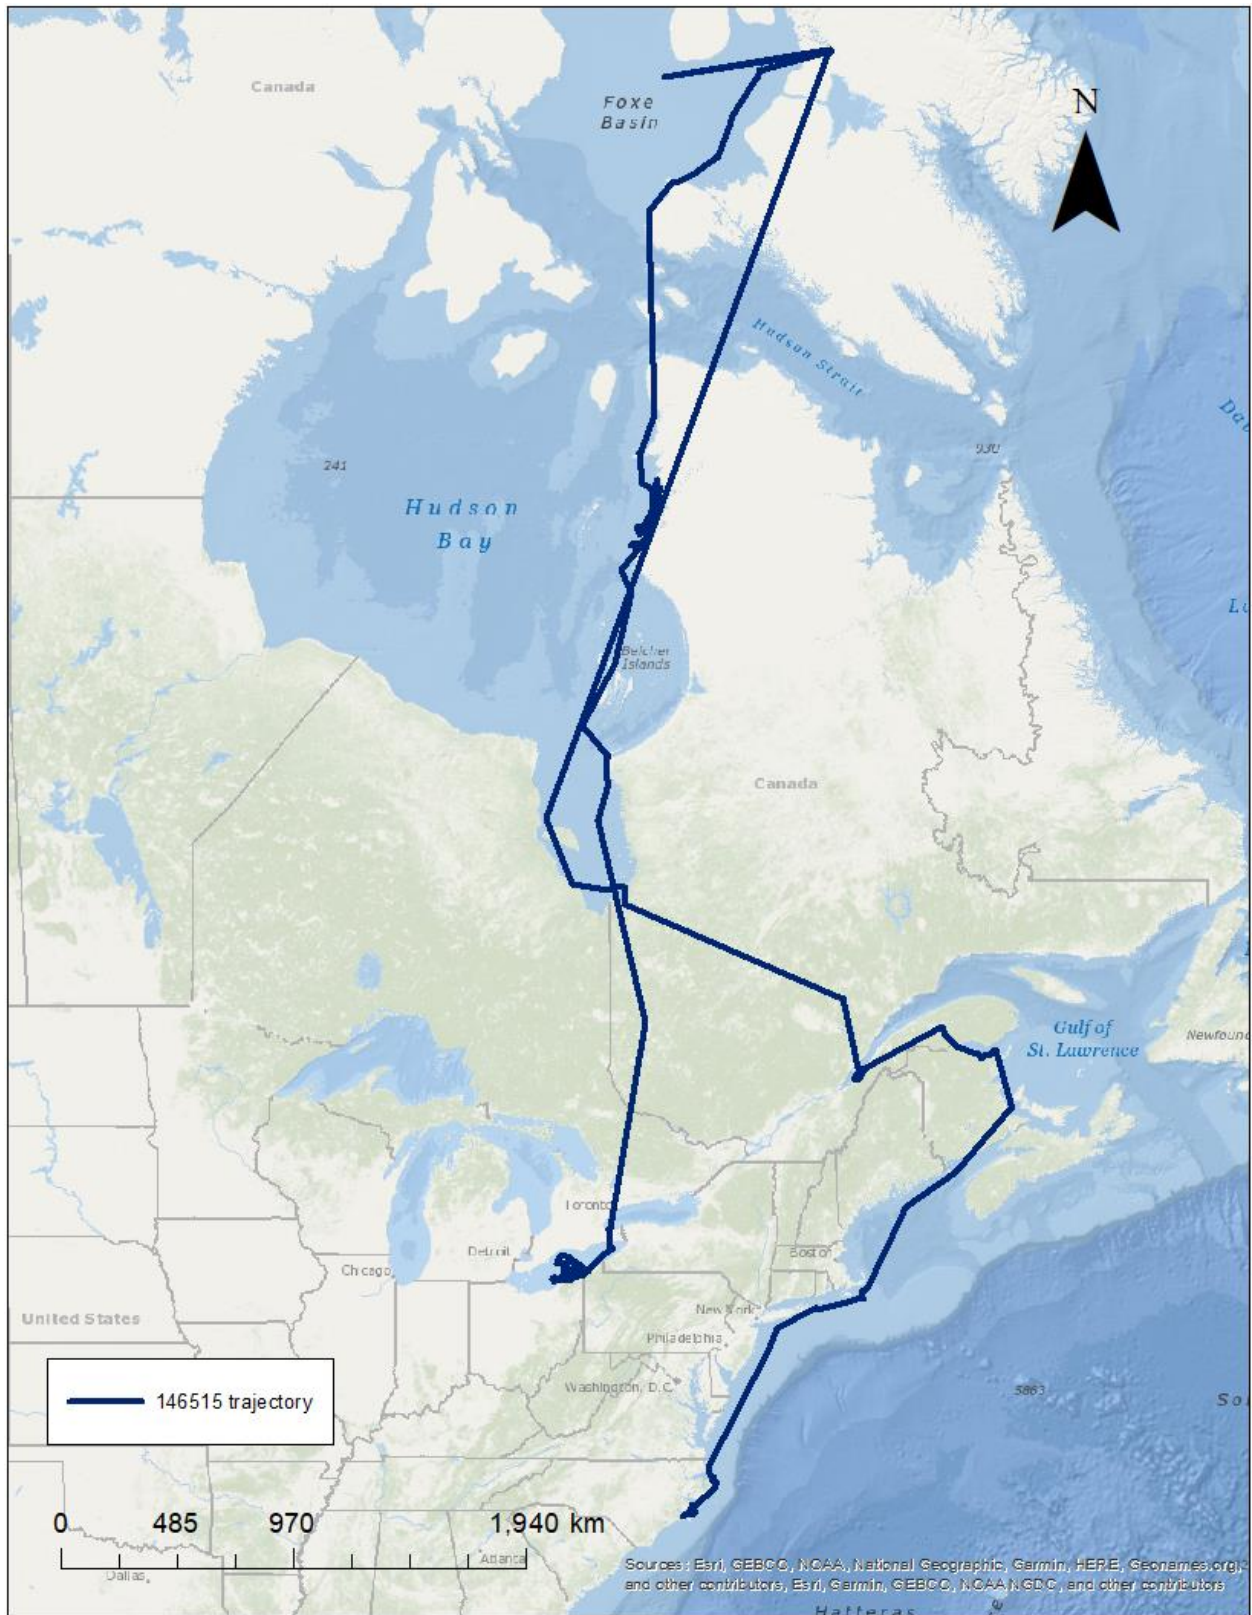 Canada
Foxe
Basin
N
Hudson Strait
930
241
Hudson
Bay
Belcher
Islands
Canada
Gulf of
St. Lawrence
Toronto
Detroit
Boston
Chicago
New York
United States
Philadelphia
Washington, D.C.
146515 trajectory
5863
0 485 970 1,940 km
Atlanta
Dallas
Sources: Esri, GEBCO, NOAA, National Geographic, Garmin, HERE, Geonames.org,
and other contributors, Esri, Garmin, GEBCO, NOAA NGDC, and other contributors
Hatteras